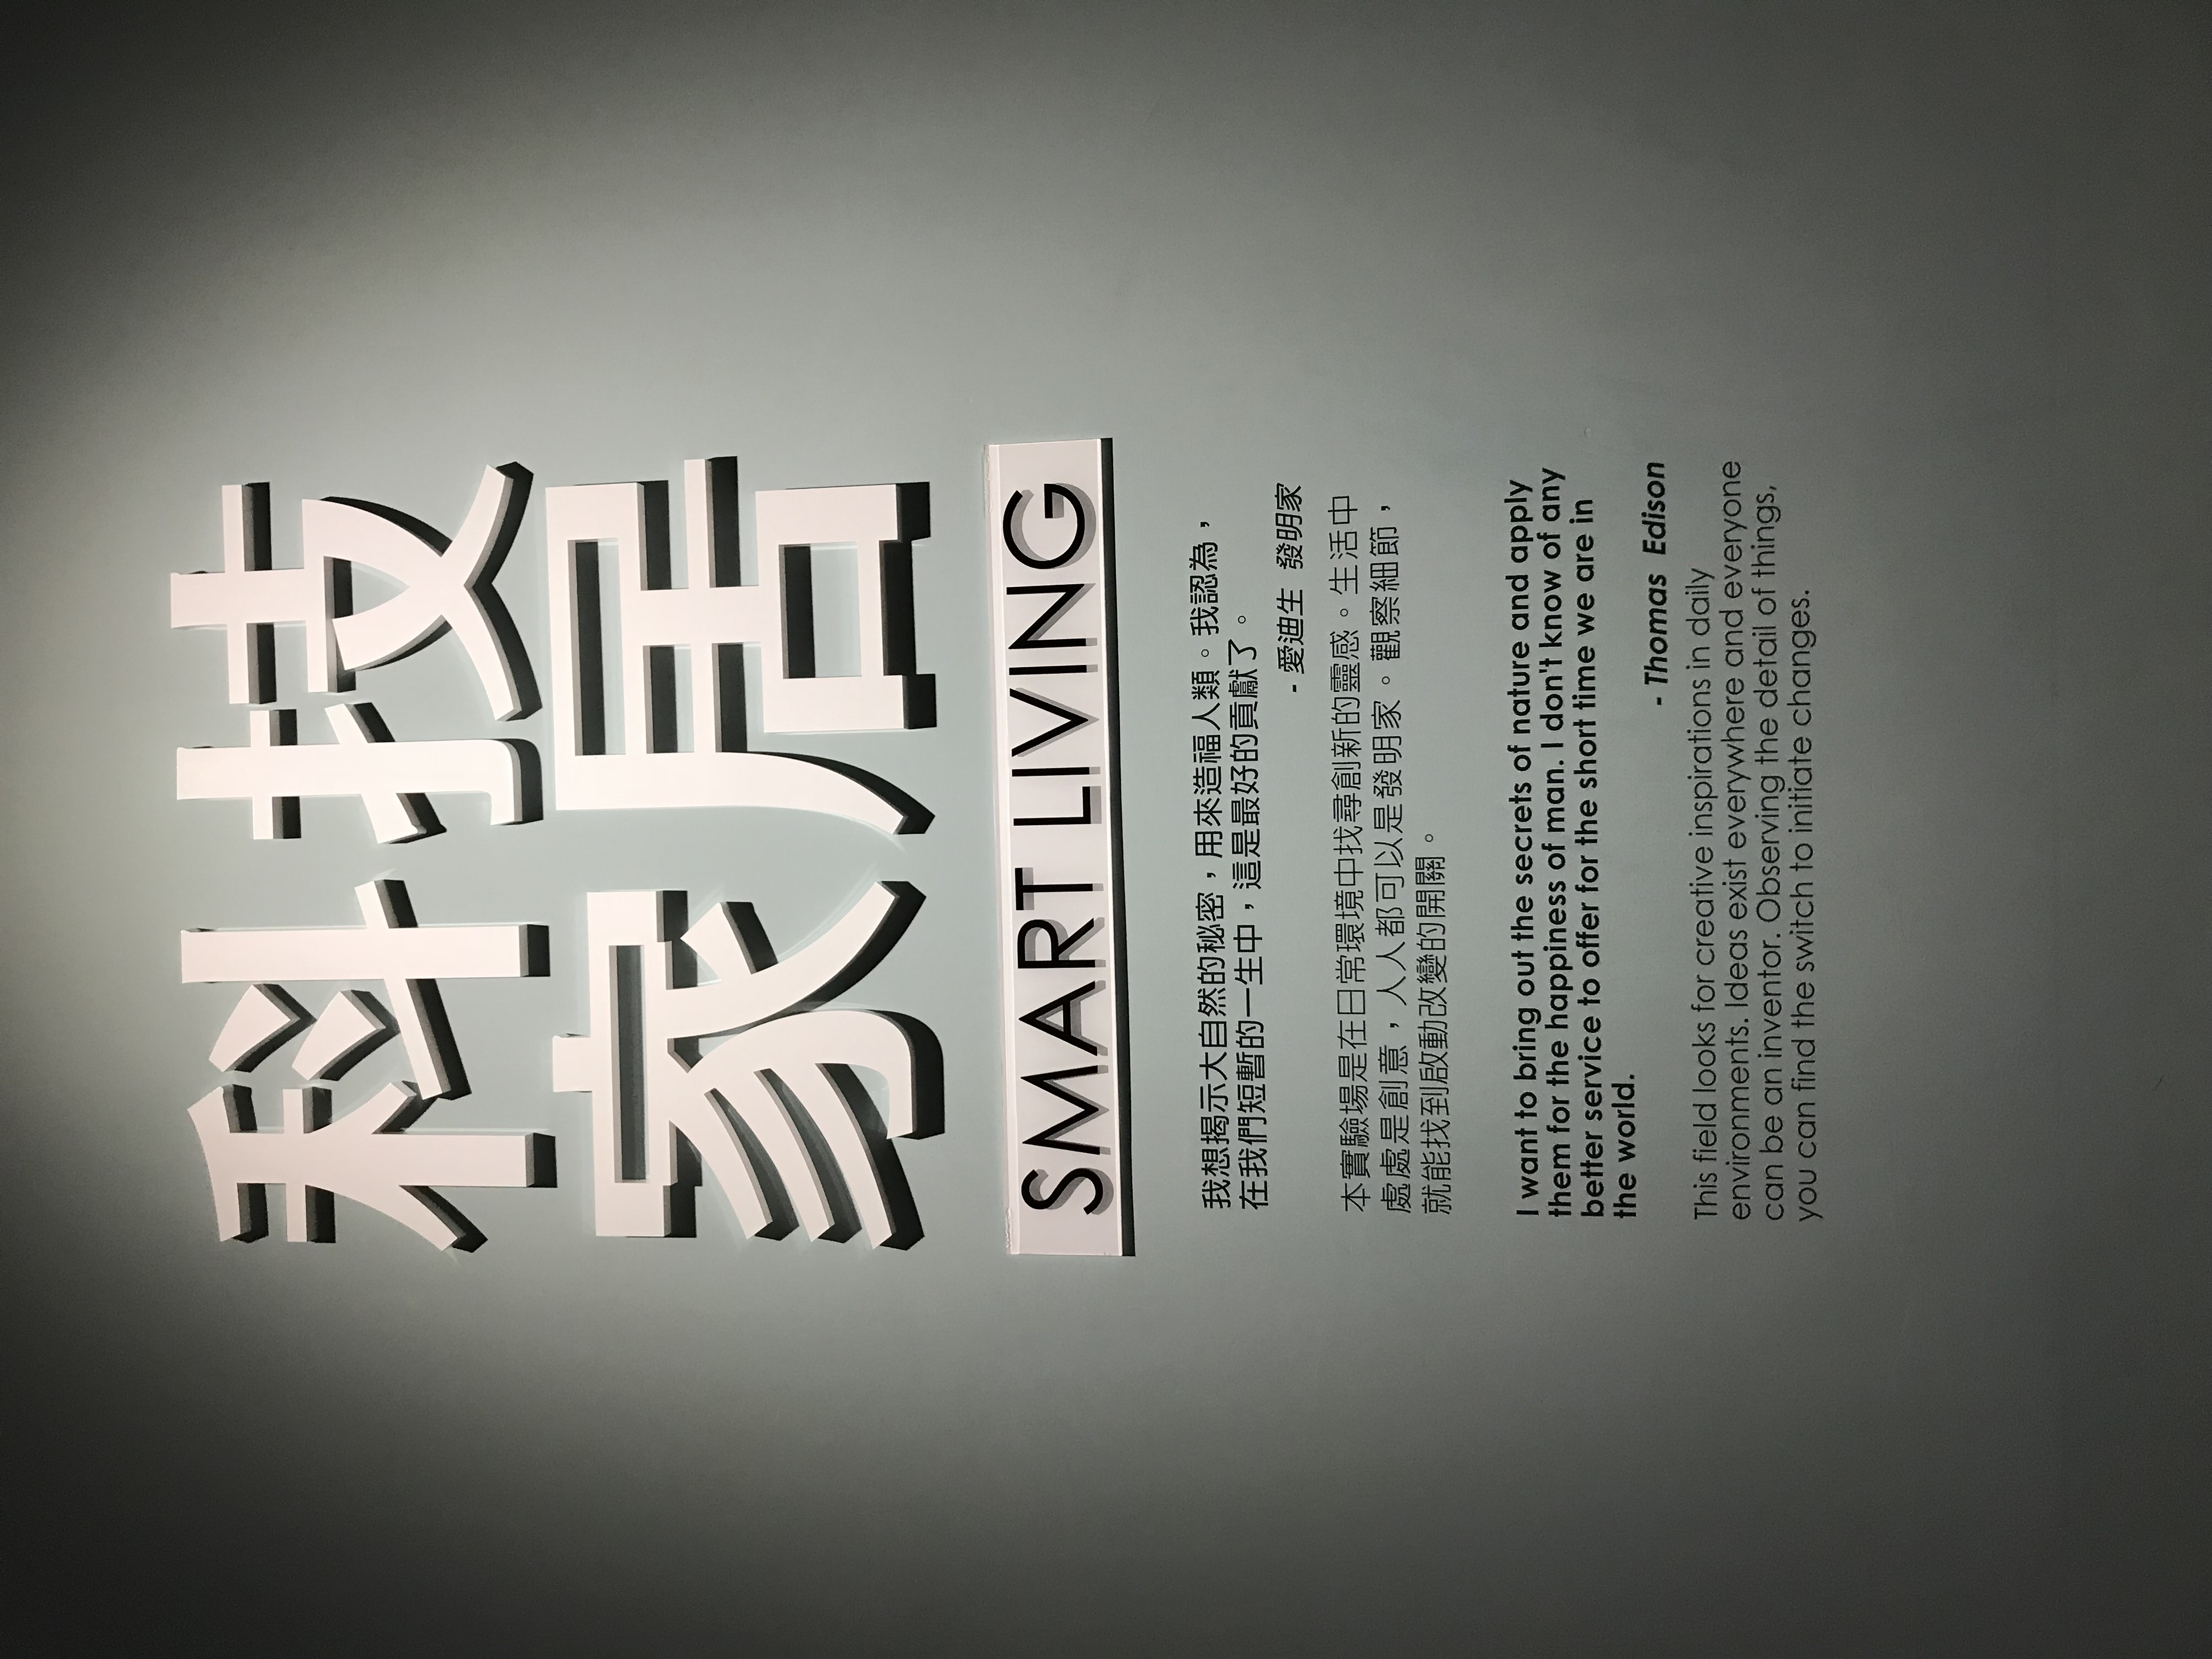 科技
家居
SMART LIVING
我想揭示大自然的秘密，用來造福人類。我認為，
在我們短暫的一生中，這是最好的貢獻了。
- 愛迪生 發明家
本實驗場是在日常環境中找尋創新的靈感。生活中
處處是創意，人人都可以是發明家。觀察細節，
就能找到啟動改變的開關。
I want to bring out the secrets of nature and apply
them for the happiness of man. I don't know of any
better service to offer for the short time we are in
the world.
- Thomas Edison
This field looks for creative inspirations in daily
environments. Ideas exist everywhere and everyone
can be an inventor. Observing the detail of things,
you can find the switch to initiate changes.